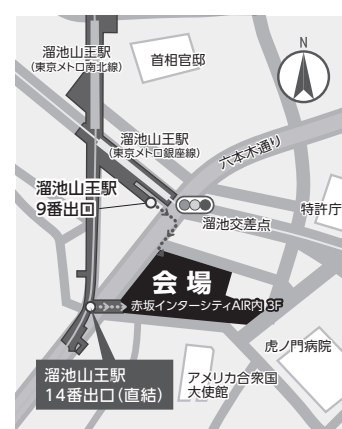 N
溜池山王駅
（東京メトロ南北線）
首相官邸
溜池山王駅
（東京メトロ銀座線）
六本木通り
溜池山王駅
9番出口
溜池交差点
特許庁
会場
赤坂インターシティAIR内 3F
虎ノ門病院
溜池山王駅
14番出口（直結）
アメリカ合衆国
大使館